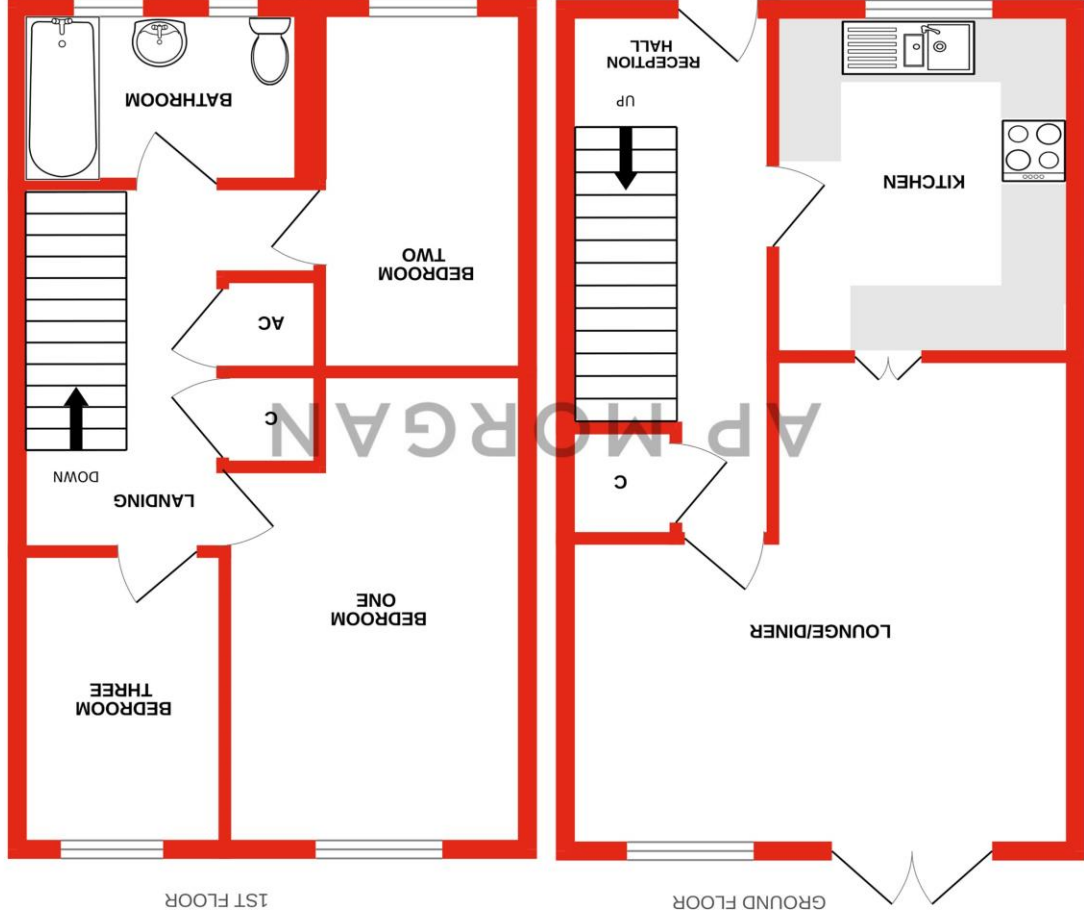 GROUND FLOOR
LOUNGE/DINER
C
KITCHEN
UP
RECEPTION
HALL
1ST FLOOR
BEDROOM
THREE
BEDROOM
ONE
LANDING
DOWN
C
AC
BEDROOM
TWO
BATHROOM
AP MORGAN